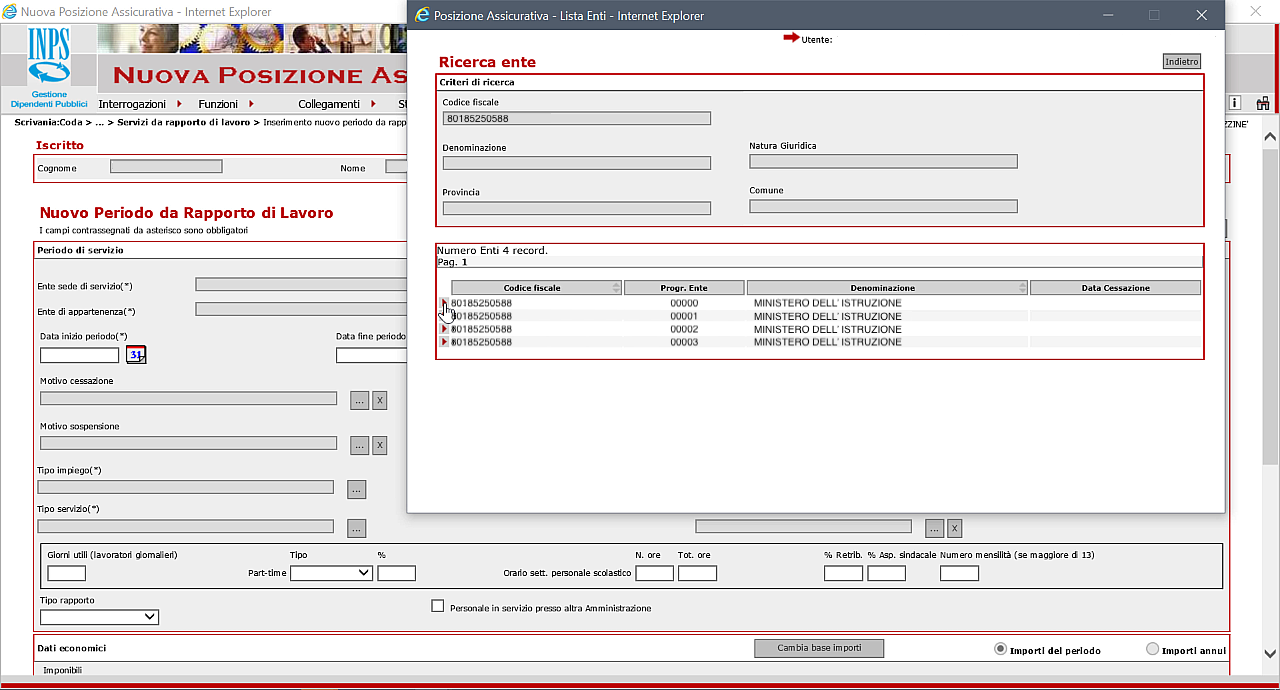 Nuova Posizione Assicurativa - Internet Explorer
INPS
Gestione
Dipendenti Pubblici
NUOVA POSIZIONE AS
Interrogazioni Funzioni Collegamenti
Scrivania:Coda > ... > Servizi da rapporto di lavoro > Inserimento nuovo periodo da rapp
ZZINE'
Iscritto
Cognome Nome
Nuovo Periodo da Rapporto di Lavoro
I campi contrassegnati da asterisco sono obbligatori
Periodo di servizio
Ente sede di servizio(*)
Ente di appartenenza(*)
Data inizio periodo(*) Data fine periodo
31
Motivo cessazione
... x
Motivo sospensione
... x
Tipo impiego(*)
...
Tipo servizio(*)
... ... x
Giorni utili (lavoratori giornalieri) Tipo % N. ore Tot. ore % Retrib. % Asp. sindacale Numero mensilità (se maggiore di 13)
Part-time Orario sett. personale scolastico
Tipo rapporto
Personale in servizio presso altra Amministrazione
Dati economici Cambia base importi Importi del periodo Importi annui
Imponibili
Posizione Assicurativa - Lista Enti - Internet Explorer
Utente:
Ricerca ente Indietro
Criteri di ricerca
Codice fiscale
80185250588
Denominazione Natura Giuridica
Provincia Comune
Numero Enti 4 record.
Pag. 1
Codice fiscale Progr. Ente Denominazione Data Cessazione
80185250588 00000 MINISTERO DELL' ISTRUZIONE
80185250588 00001 MINISTERO DELL' ISTRUZIONE
80185250588 00002 MINISTERO DELL' ISTRUZIONE
80185250588 00003 MINISTERO DELL' ISTRUZIONE